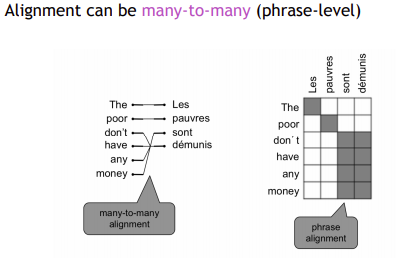 Alignment can be many-to-many (phrase-level)
The
poor
don't
have
any
money
Les
pauvres
sont
démunis
many-to-many
alignment
Les
pauvres
sont
démunis
The
poor
don´t
have
any
money
phrase
alignment